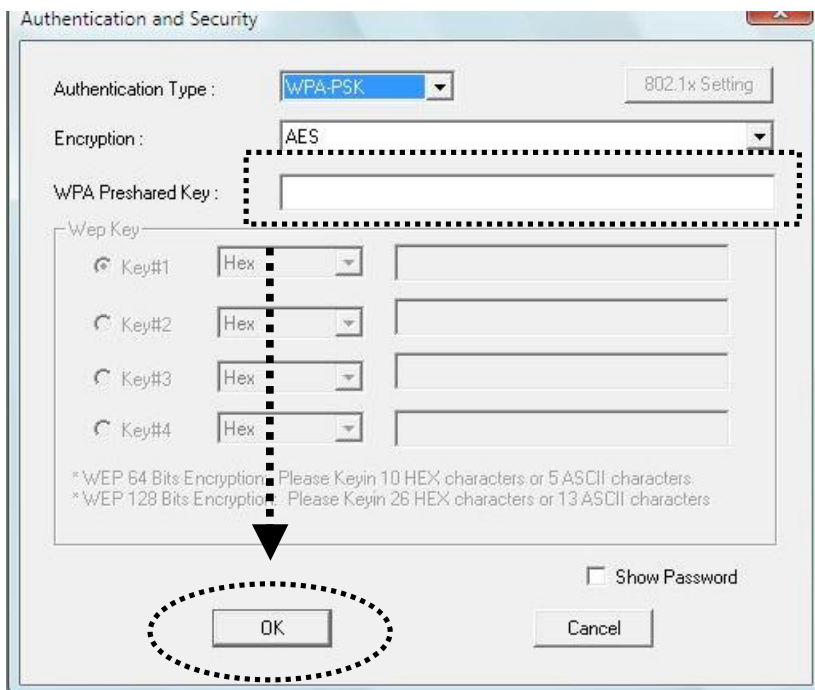 Authentication and Security
Authentication Type : WPA-PSK 802.1x Setting
Encryption : AES
WPA Preshared Key :
Wep Key
Key#1 Hex
Key#2 Hex
Key#3 Hex
Key#4 Hex
* WEP 64 Bits Encryption: Please Keyin 10 HEX characters or 5 ASCII characters
* WEP 128 Bits Encryption: Please Keyin 26 HEX characters or 13 ASCII characters
Show Password
OK Cancel